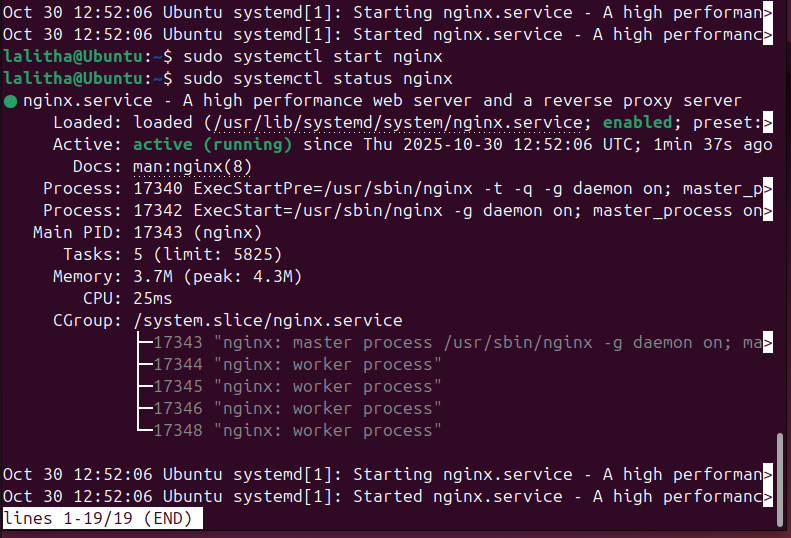 Oct 30 12:52:06 Ubuntu systemd[1]: Starting nginx.service - A high performan>
Oct 30 12:52:06 Ubuntu systemd[1]: Started nginx.service - A high performanc>
lalitha@Ubuntu:~$ sudo systemctl start nginx
lalitha@Ubuntu:~$ sudo systemctl status nginx
● nginx.service - A high performance web server and a reverse proxy server
     Loaded: loaded (/usr/lib/systemd/system/nginx.service; enabled; preset:>
     Active: active (running) since Thu 2025-10-30 12:52:06 UTC; 1min 37s ago
       Docs: man:nginx(8)
    Process: 17340 ExecStartPre=/usr/sbin/nginx -t -q -g daemon on; master_p>
    Process: 17342 ExecStart=/usr/sbin/nginx -g daemon on; master_process on>
   Main PID: 17343 (nginx)
      Tasks: 5 (limit: 5825)
     Memory: 3.7M (peak: 4.3M)
        CPU: 25ms
     CGroup: /system.slice/nginx.service
             ├─17343 "nginx: master process /usr/sbin/nginx -g daemon on; ma>
             ├─17344 "nginx: worker process"
             ├─17345 "nginx: worker process"
             ├─17346 "nginx: worker process"
             └─17348 "nginx: worker process"
Oct 30 12:52:06 Ubuntu systemd[1]: Starting nginx.service - A high performan>
Oct 30 12:52:06 Ubuntu systemd[1]: Started nginx.service - A high performanc>
lines 1-19/19 (END)